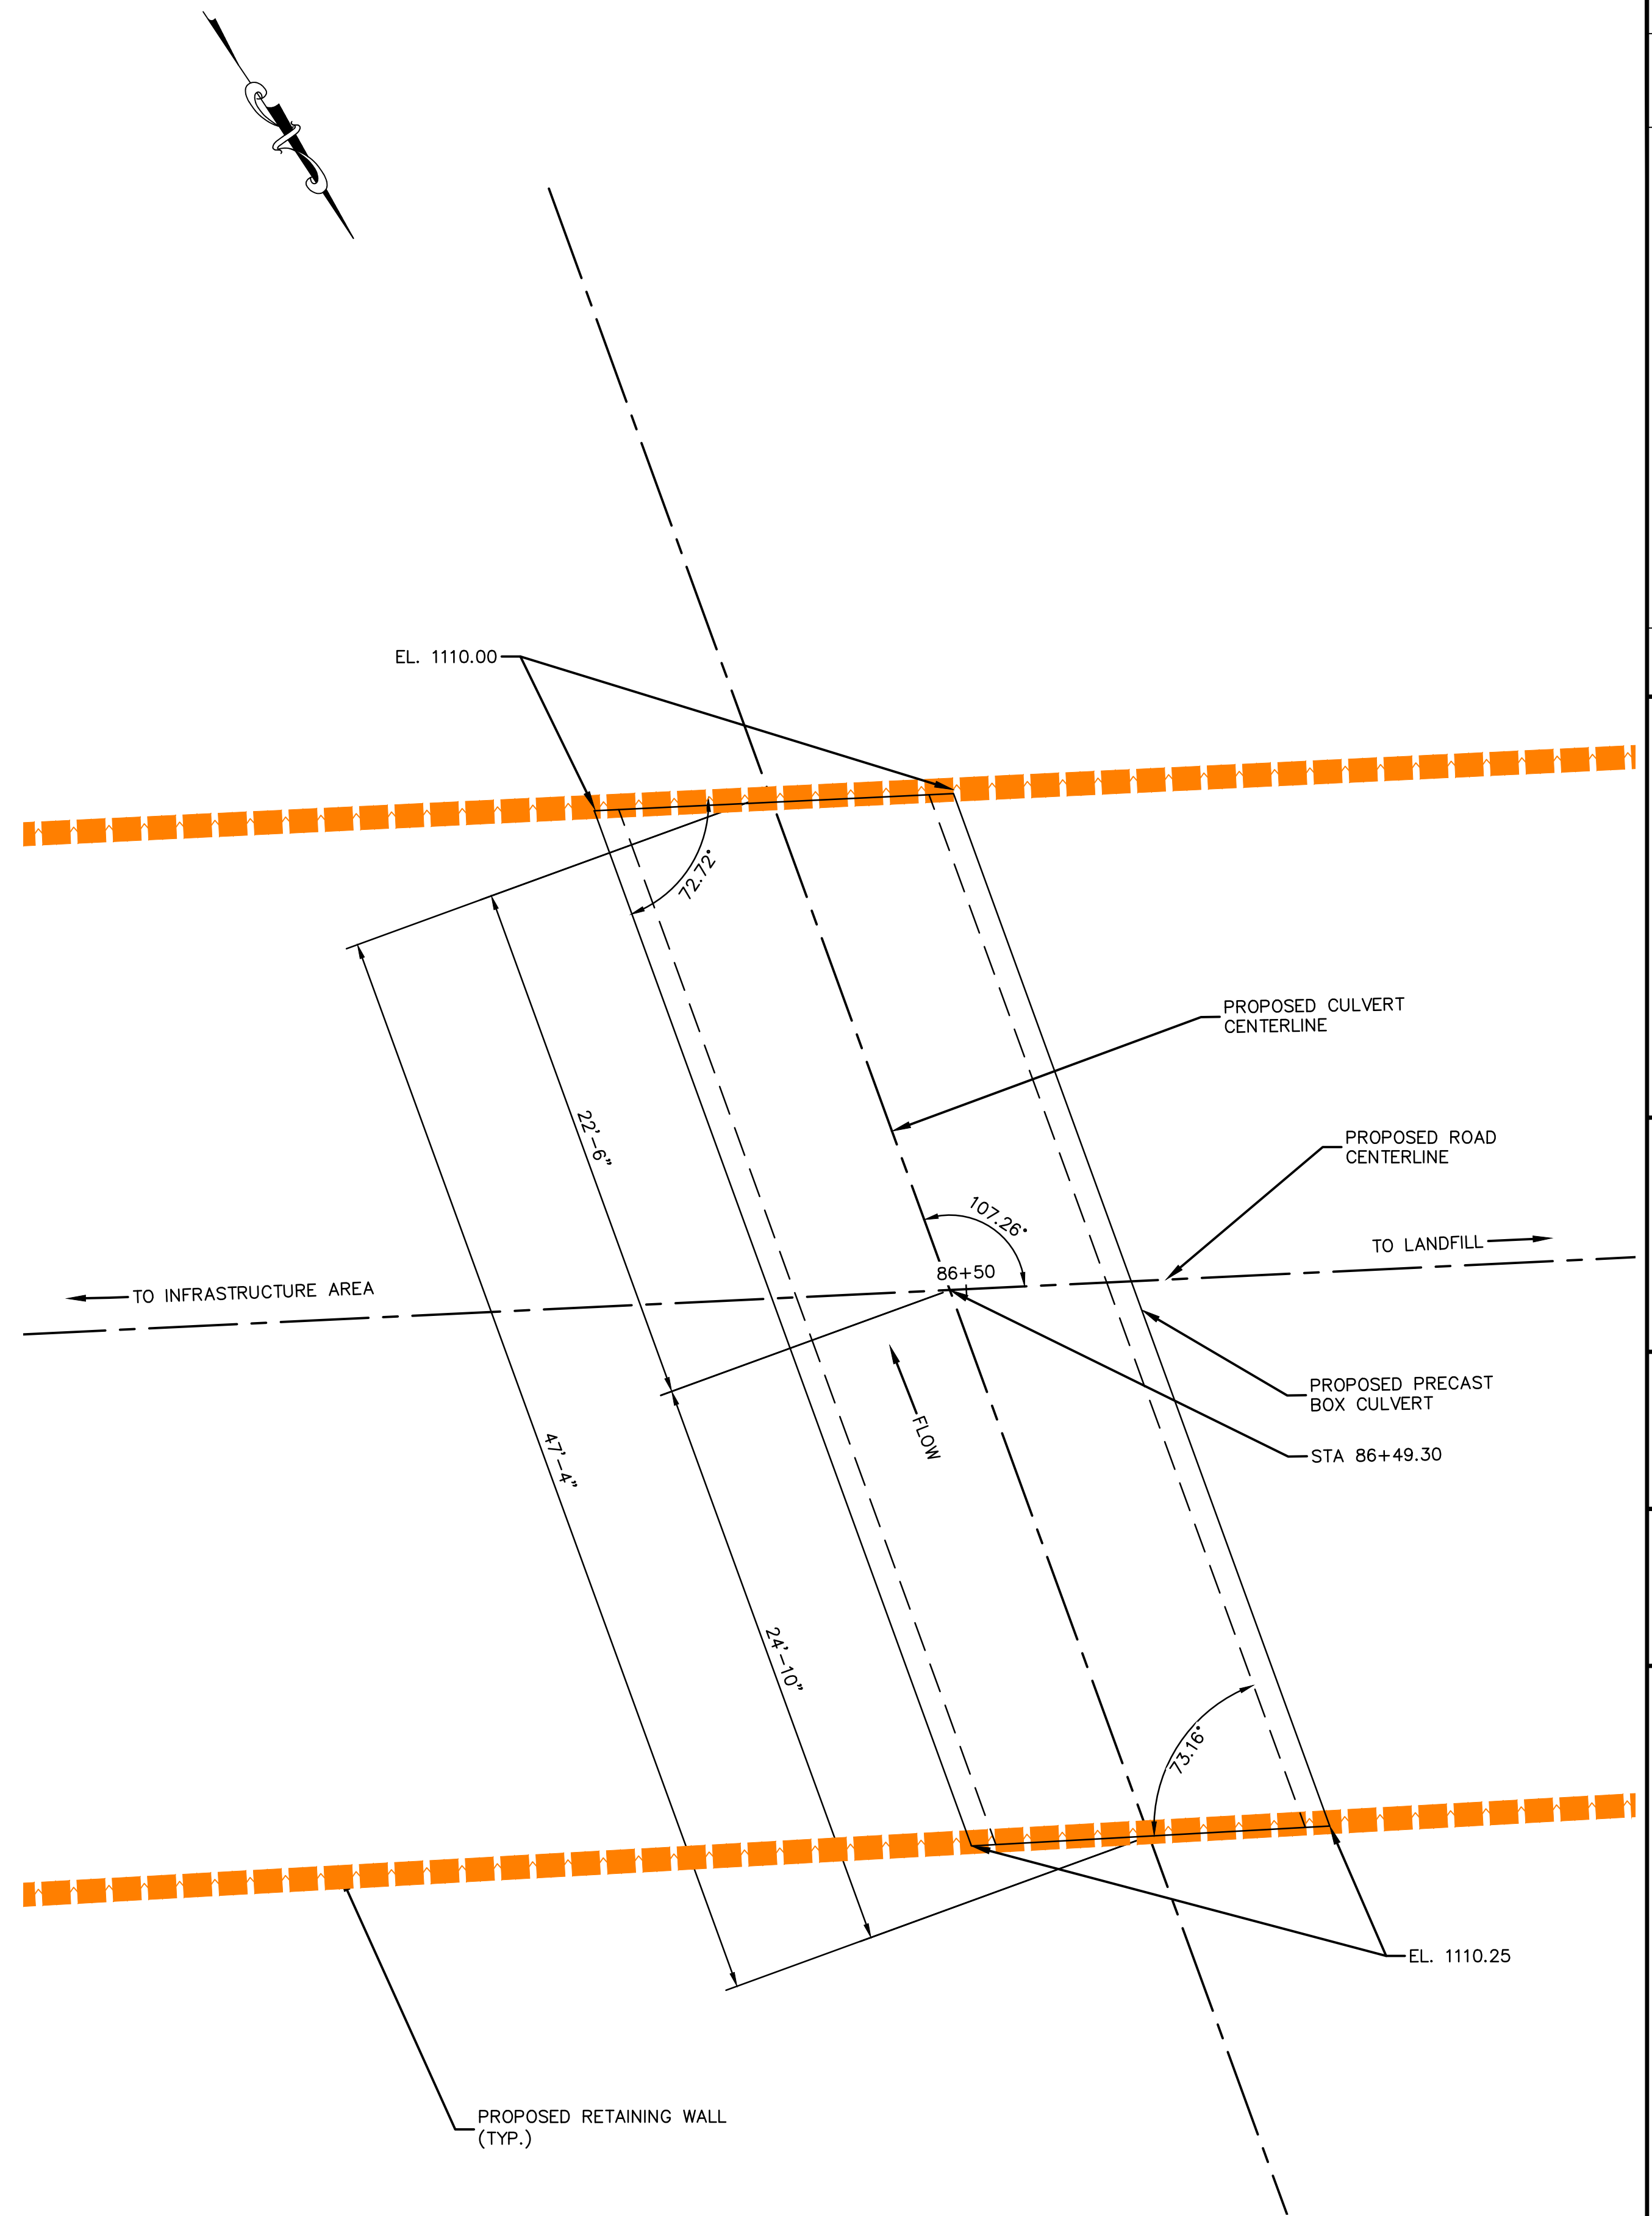 EL. 1110.00
72.72°
PROPOSED CULVERT
CENTERLINE
22'-6"
PROPOSED ROAD
CENTERLINE
107.26°
TO LANDFILL
86+50
TO INFRASTRUCTURE AREA
PROPOSED PRECAST
BOX CULVERT
FLOW
STA 86+49.30
47'-4"
24'-10"
73.16°
EL. 1110.25
PROPOSED RETAINING WALL
(TYP.)